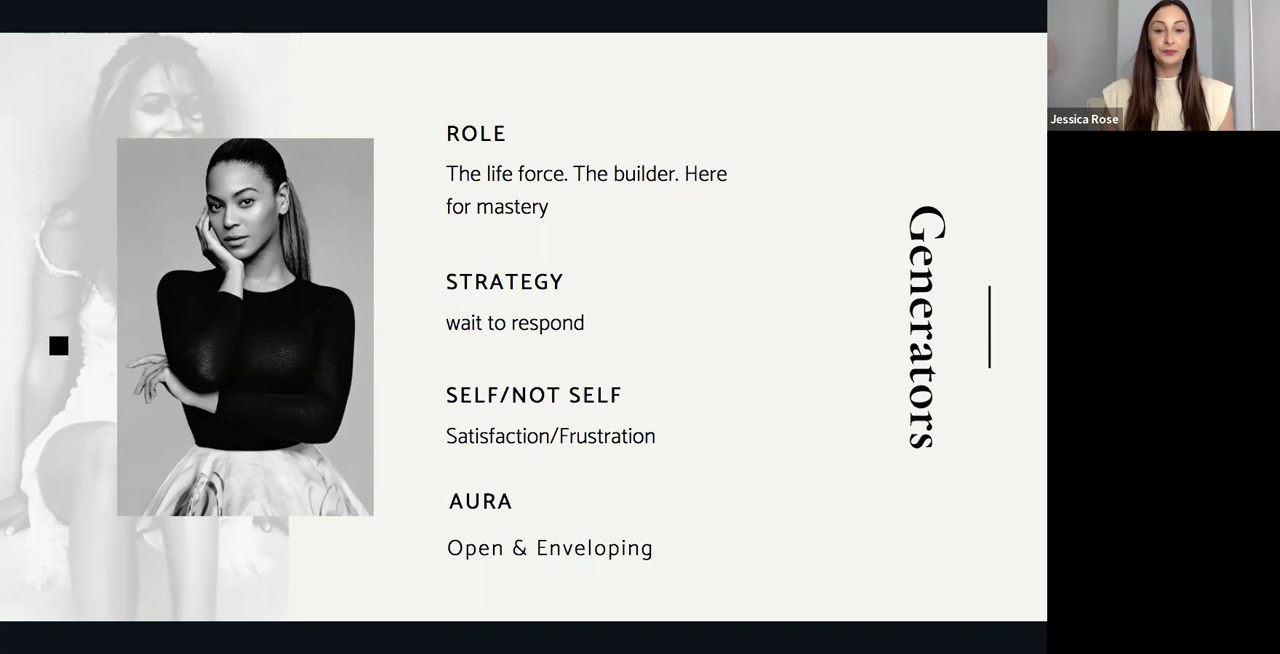 ROLE
The life force. The builder. Here
for mastery
STRATEGY
wait to respond
SELF/NOT SELF
Satisfaction/Frustration
AURA
Open & Enveloping
Generators
Jessica Rose